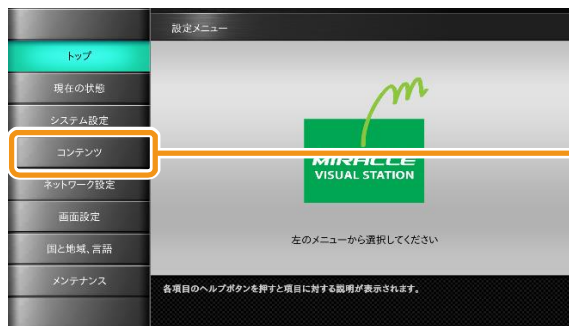 設定メニュー
トップ
現在の状態
システム設定
コンテンツ
ネットワーク設定
画面設定
国と地域、言語
メンテナンス
MIRACLE
VISUAL STATION
左のメニューから選択してください
各項目のヘルプボタンを押すと項目に対する説明が表示されます。